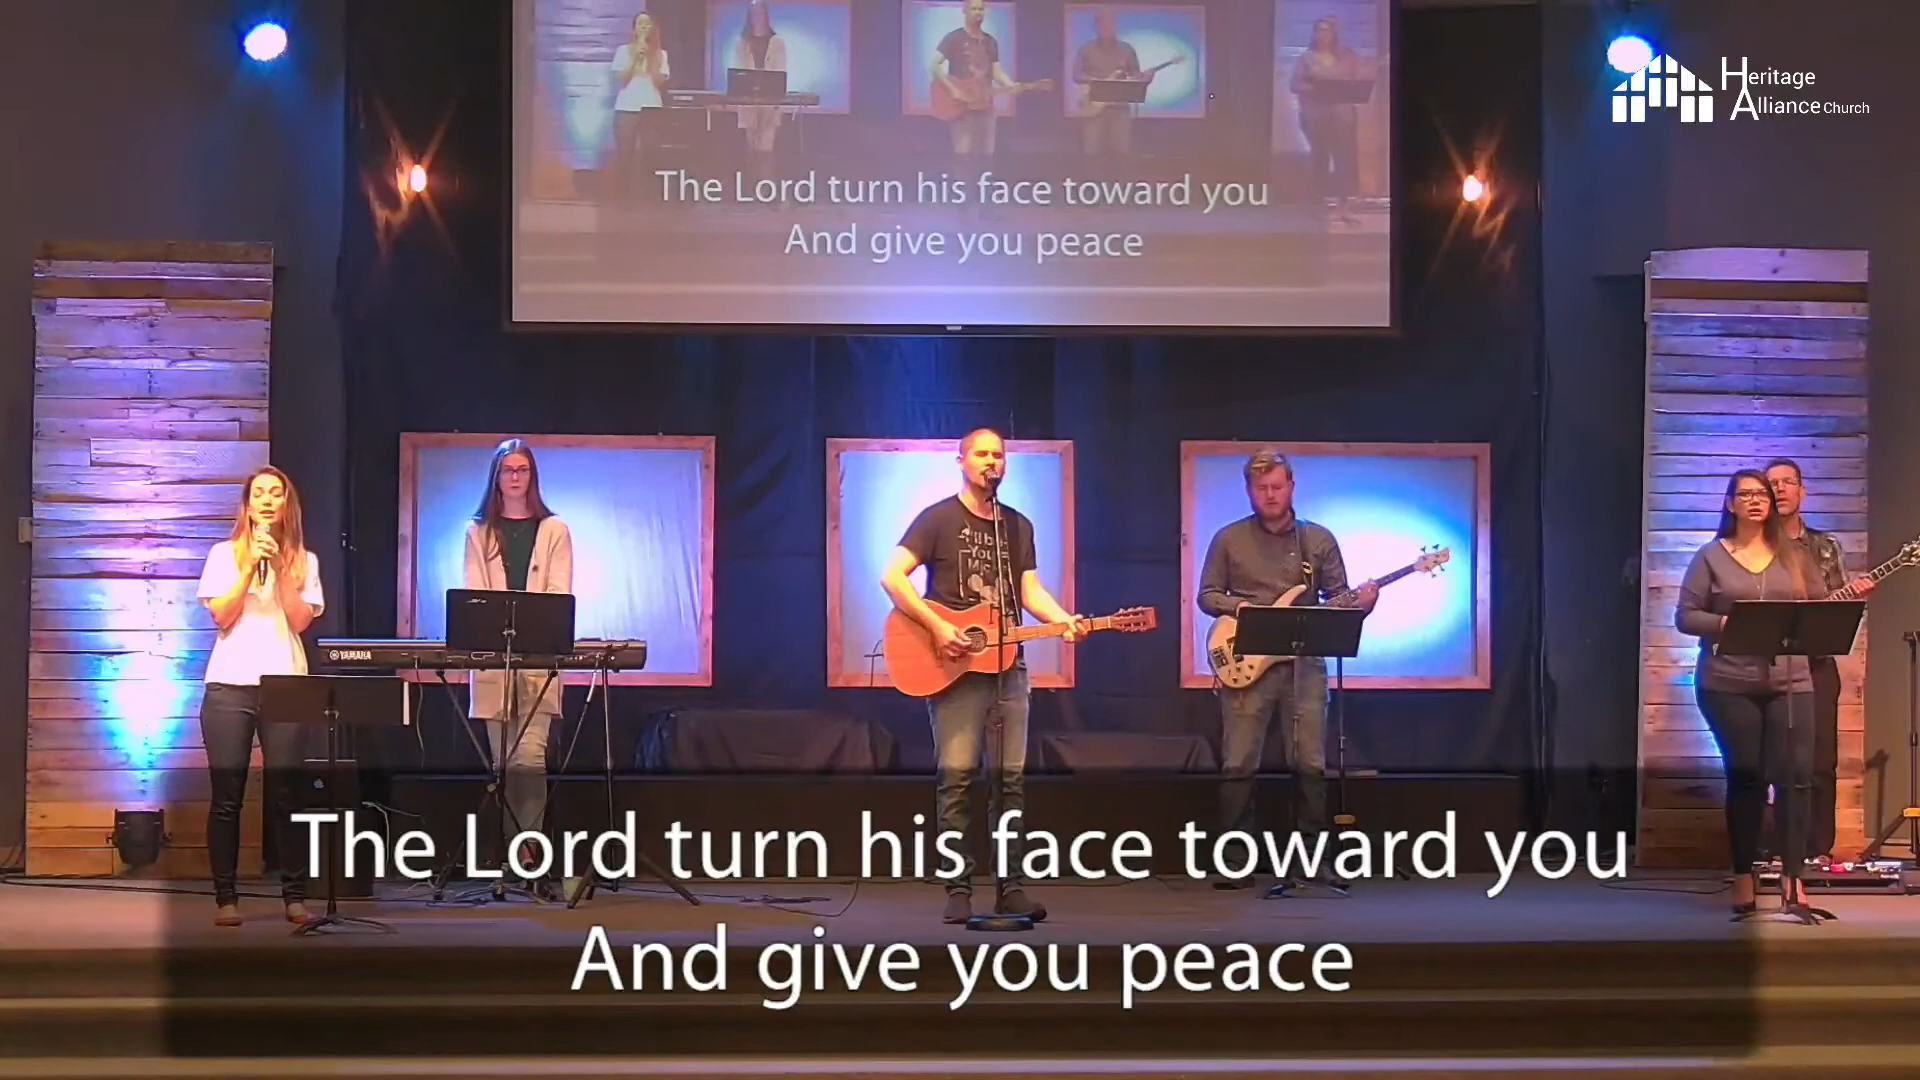 Heritage
Alliance Church
The Lord turn his face toward you
And give you peace
YAMAHA
The Lord turn his face toward you
And give you peace